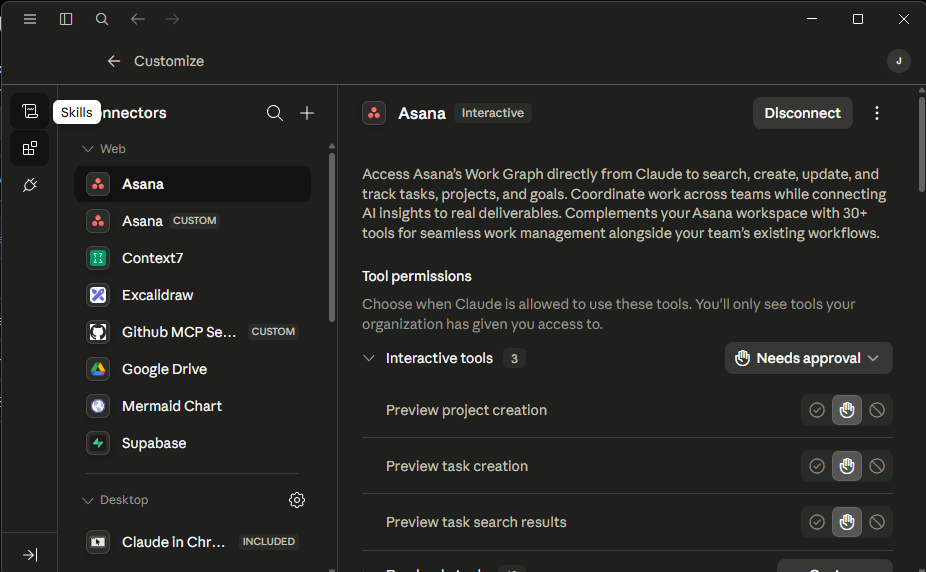 Customize
J
Skills
nnectors
Web
Asana
Asana CUSTOM
Context7
Excalidraw
Github MCP Se... CUSTOM
Google Drive
Mermaid Chart
Supabase
Desktop
Claude in Chr... INCLUDED
Asana Interactive
Disconnect
Access Asana's Work Graph directly from Claude to search, create, update, and
track tasks, projects, and goals. Coordinate work across teams while connecting
AI insights to real deliverables. Complements your Asana workspace with 30+
tools for seamless work management alongside your team's existing workflows.
Tool permissions
Choose when Claude is allowed to use these tools. You'll only see tools your
organization has given you access to.
Interactive tools 3
Needs approval
Preview project creation
Preview task creation
Preview task search results